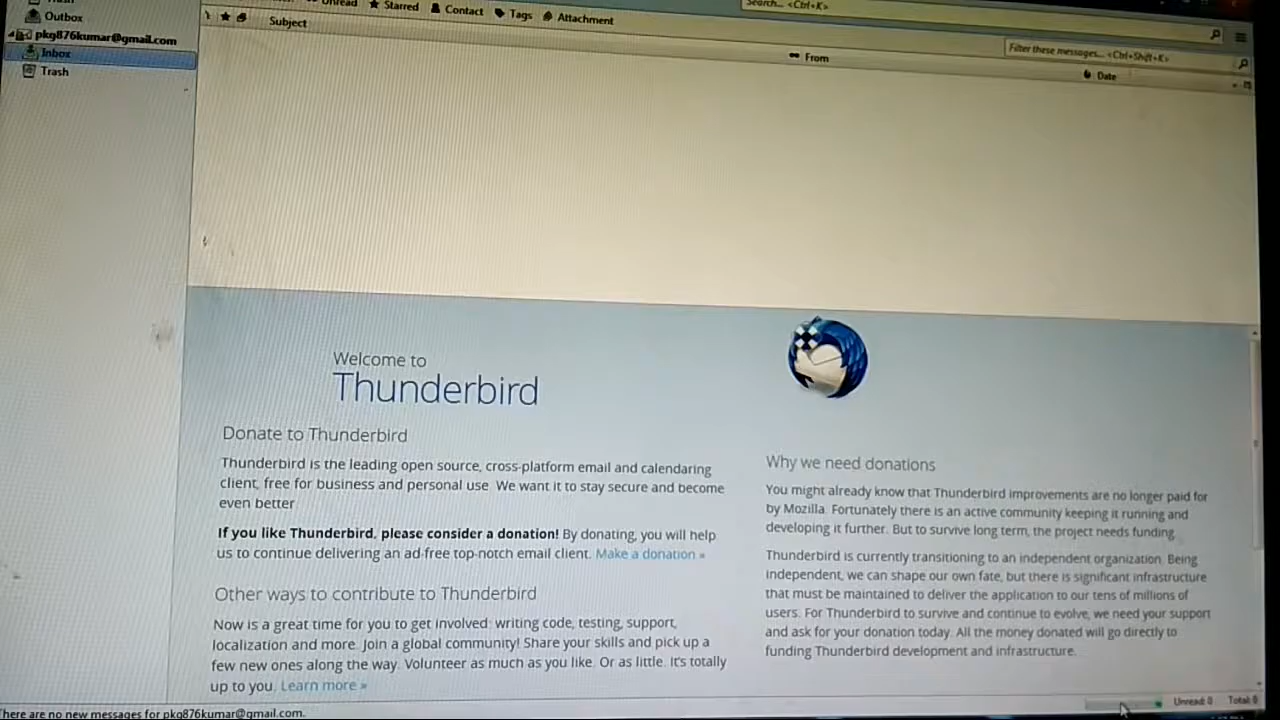 Unread Starred Contact Tags Attachment
Search... <Ctrl+K>
Outbox
pkg876kumar@gmail.com
Inbox
Trash
Subject
From
Date
Filter these messages... <Ctrl+Shift+K>
Welcome to
Thunderbird
Donate to Thunderbird
Thunderbird is the leading open source, cross-platform email and calendaring
client, free for business and personal use. We want it to stay secure and become
even better.
If you like Thunderbird, please consider a donation! By donating, you will help
us to continue delivering an ad-free top-notch email client. Make a donation »
Other ways to contribute to Thunderbird
Now is a great time for you to get involved: writing code, testing, support,
localization and more. Join a global community! Share your skills and pick up a
few new ones along the way. Volunteer as much as you like. Or as little. It's totally
up to you. Learn more »
Why we need donations
You might already know that Thunderbird improvements are no longer paid for
by Mozilla. Fortunately there is an active community keeping it running and
developing it further. But to survive long term, the project needs funding.
Thunderbird is currently transitioning to an independent organization. Being
independent, we can shape our own fate, but there is significant infrastructure
that must be maintained to deliver the application to our tens of millions of
users. For Thunderbird to survive and continue to evolve, we need your support
and ask for your donation today. All the money donated will go directly to
funding Thunderbird development and infrastructure.
There are no new messages for pkg876kumar@gmail.com.
Unread: 0 Total: 0